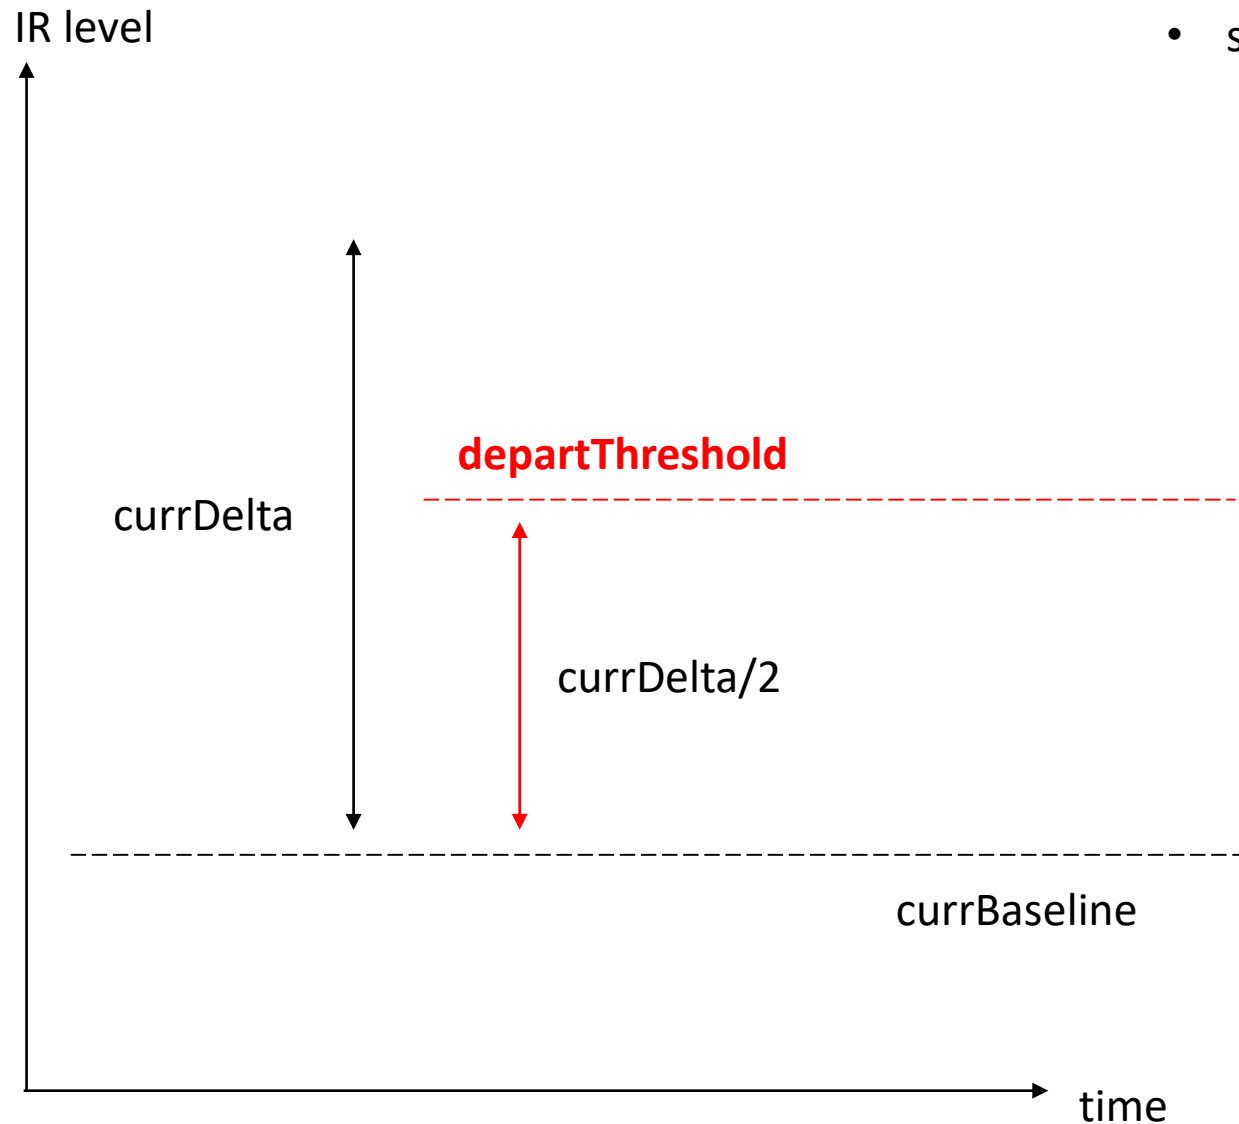 IR level
departThreshold
currDelta
currDelta/2
currBaseline
time